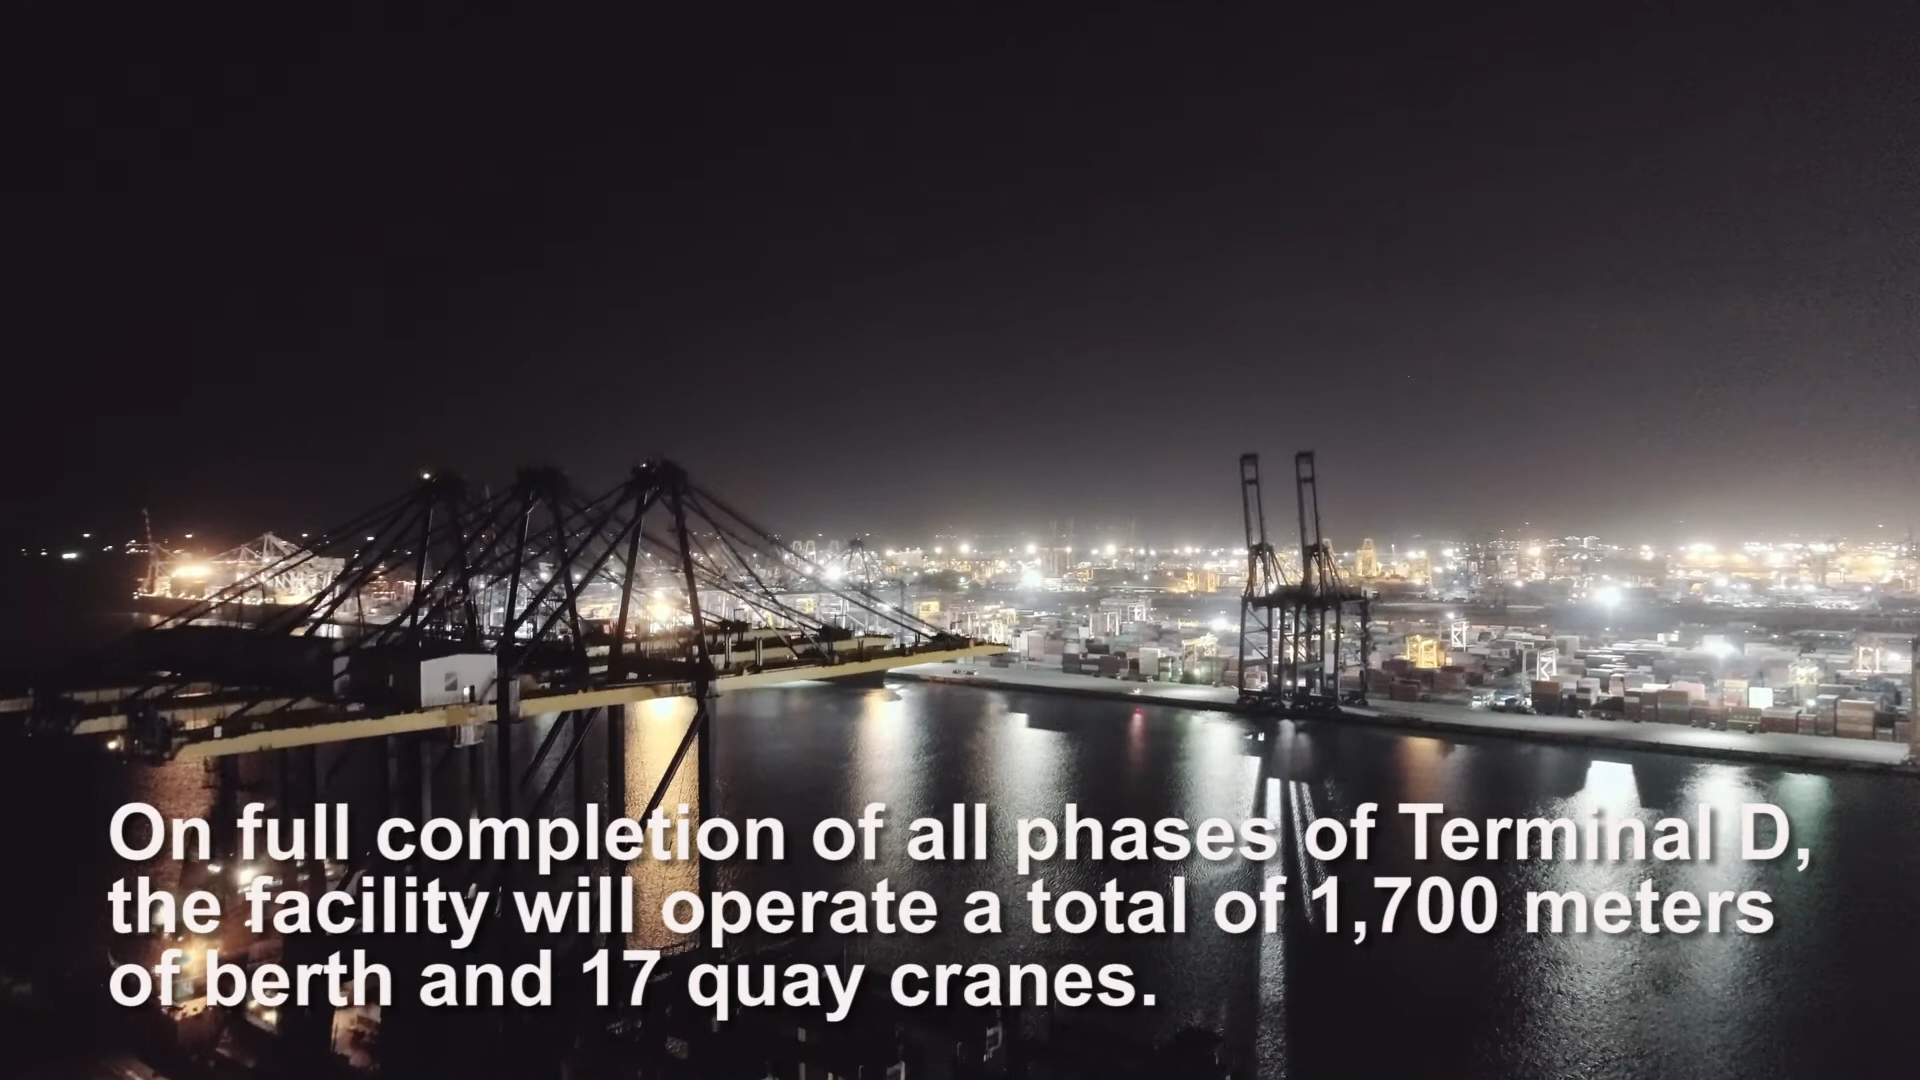 On full completion of all phases of Terminal D,
the facility will operate a total of 1,700 meters
of berth and 17 quay cranes.